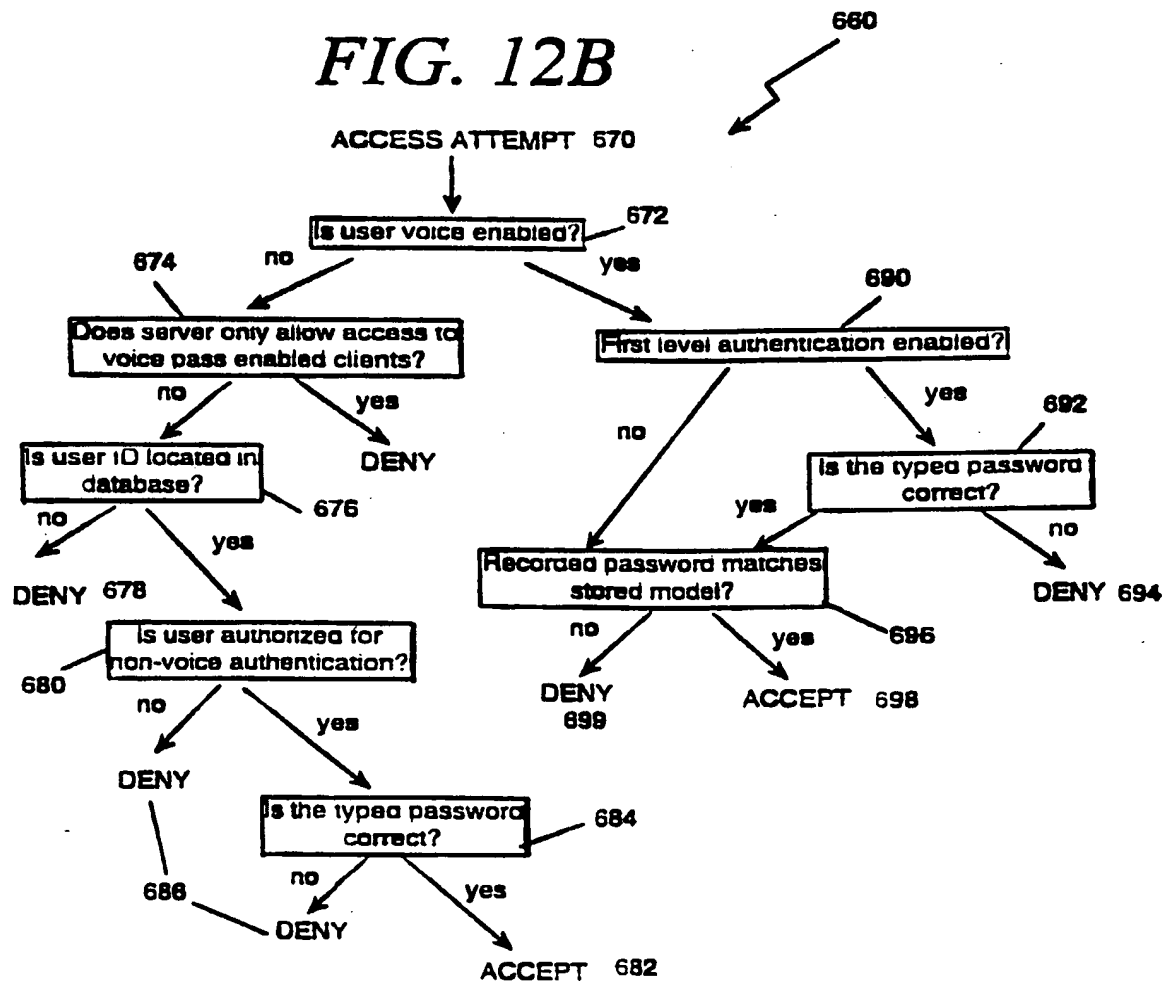 660
FIG. 12B
ACCESS ATTEMPT 670
Is user voice enabled?
672
no
yes
674
690
Does server only allow access to
voice pass enabled clients?
First level authentication enabled?
no
yes
DENY
no
yes
692
Is user ID located in
database?
676
Is the typed password
correct?
no
yes
yes
no
DENY 678
Recorded password matches
stored model?
DENY 694
696
no
yes
DENY
699
ACCEPT 698
Is user authorized for
non-voice authentication?
680
no
yes
DENY
Is the typed password
correct?
684
686
no
yes
DENY
ACCEPT 682